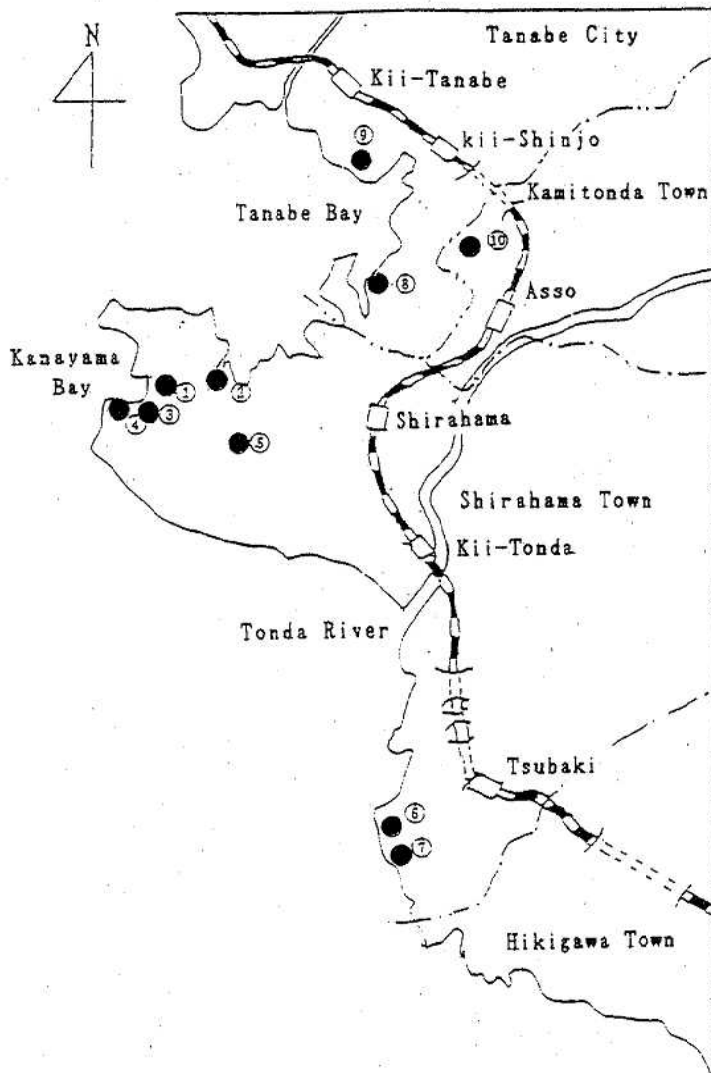 N
Tanabe City
Kii-Tanabe
kii-Shinjo
⑨
Kamitonda Town
Tanabe Bay
⑩
⑧
Asso
Kanayama
Bay
①
②
④
③
⑤
Shirahama
Shirahama Town
Kii-Tonda
Tonda River
Tsubaki
⑥
⑦
Hikigawa Town